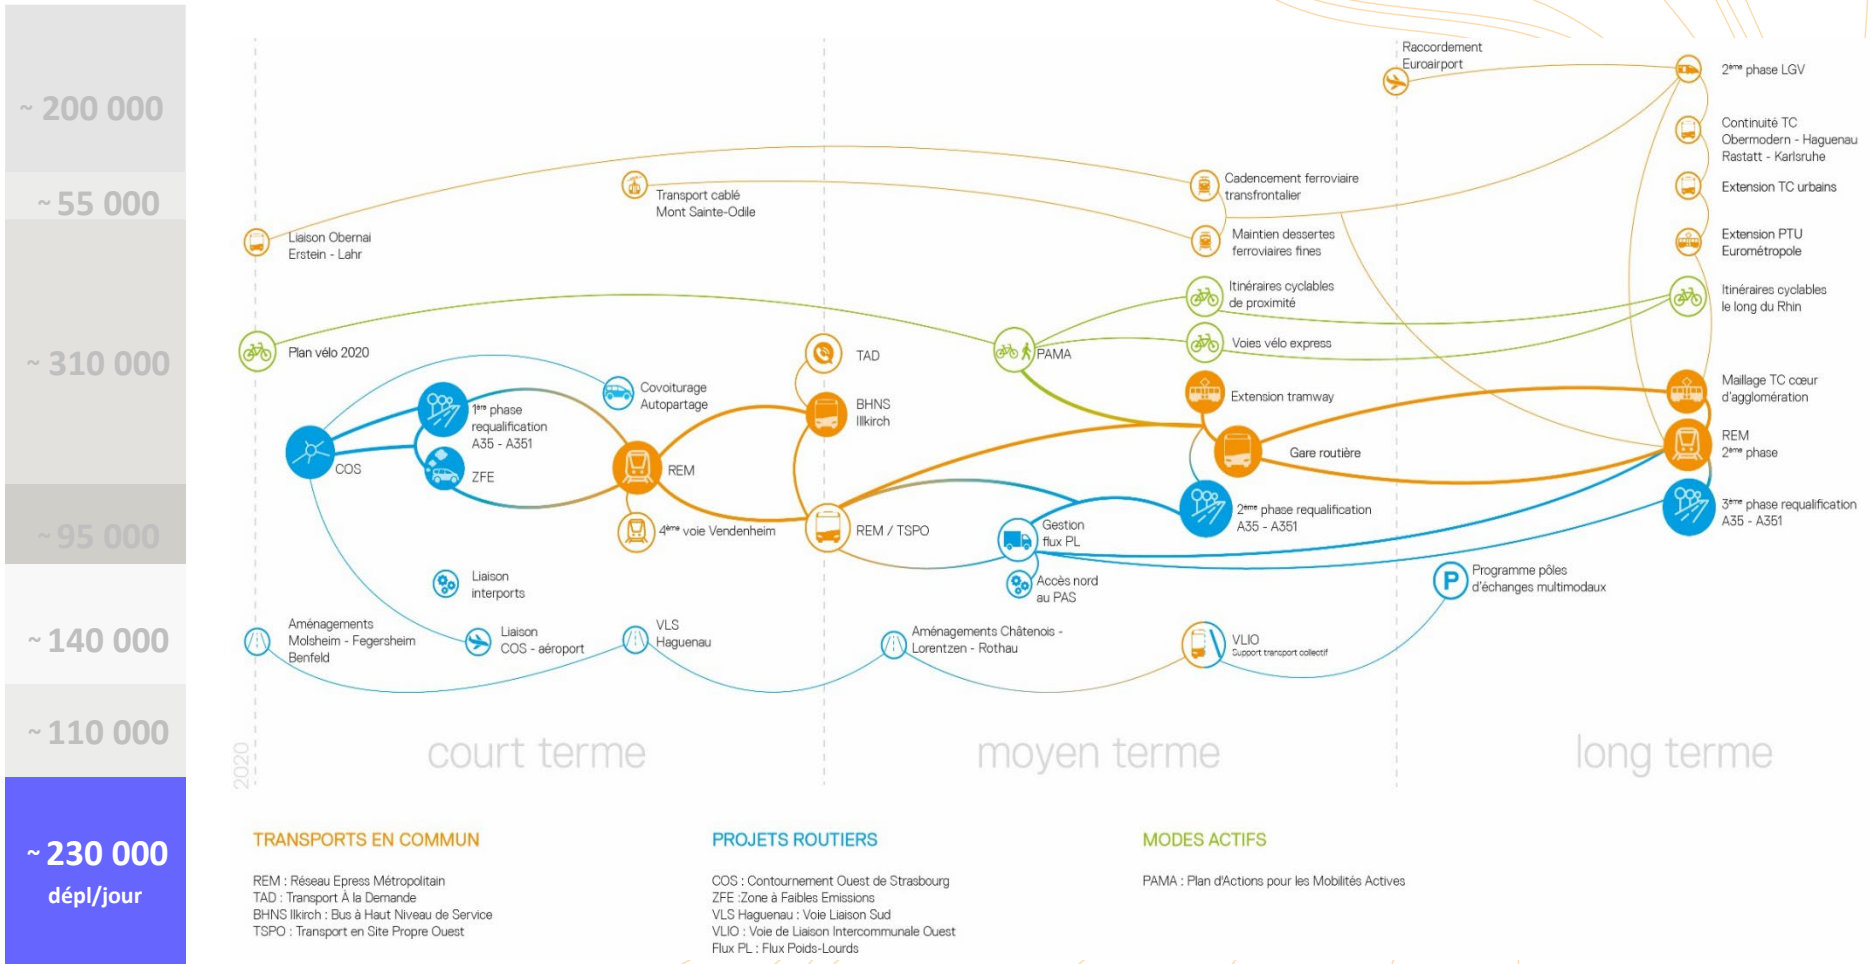 ~ 200 000
~ 55 000
~ 310 000
~ 95 000
~ 140 000
~ 110 000
~ 230 000
dépl/jour
Raccordement
Euroairport
2ème phase LGV
Continuité TC
Obermodern - Haguenau
Rastatt - Karlsruhe
Cadencement ferroviaire
transfrontalier
Extension TC urbains
Transport cablé
Mont Sainte-Odile
Liaison Obernai
Erstein - Lahr
Maintien dessertes
ferroviaires fines
Extension PTU
Eurométropole
Itinéraires cyclables
de proximité
Itinéraires cyclables
le long du Rhin
Plan vélo 2020
TAD
PAMA
Voies vélo express
Covoiturage
Autopartage
1ère phase
requalification
A35 - A351
BHNS
Illkirch
Extension tramway
Maillage TC cœur
d'agglomération
COS
ZFE
REM
Gare routière
REM
2ème phase
4ème voie Vendenheim
REM / TSPO
Gestion
flux PL
2ème phase requalification
A35 - A351
3ème phase requalification
A35 - A351
Liaison
interports
Accès nord
au PAS
P
Programme pôles
d'échanges multimodaux
Aménagements
Molsheim - Fegersheim
Benfeld
Liaison
COS - aéroport
VLS
Haguenau
Aménagements Châtenois -
Lorentzen - Rothau
VLIO
Support transport collectif
2020
court terme
moyen terme
long terme
TRANSPORTS EN COMMUN
REM : Réseau Epress Métropolitain
TAD : Transport À la Demande
BHNS Ilkirch : Bus à Haut Niveau de Service
TSPO : Transport en Site Propre Ouest
PROJETS ROUTIERS
COS : Contournement Ouest de Strasbourg
ZFE :Zone à Faibles Emissions
VLS Haguenau : Voie Liaison Sud
VLIO : Voie de Liaison Intercommunale Ouest
Flux PL : Flux Poids-Lourds
MODES ACTIFS
PAMA : Plan d'Actions pour les Mobilités Actives